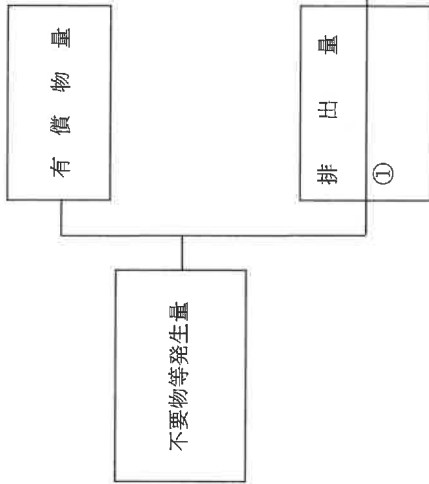 不要物等発生量
有償物量
排出量
①